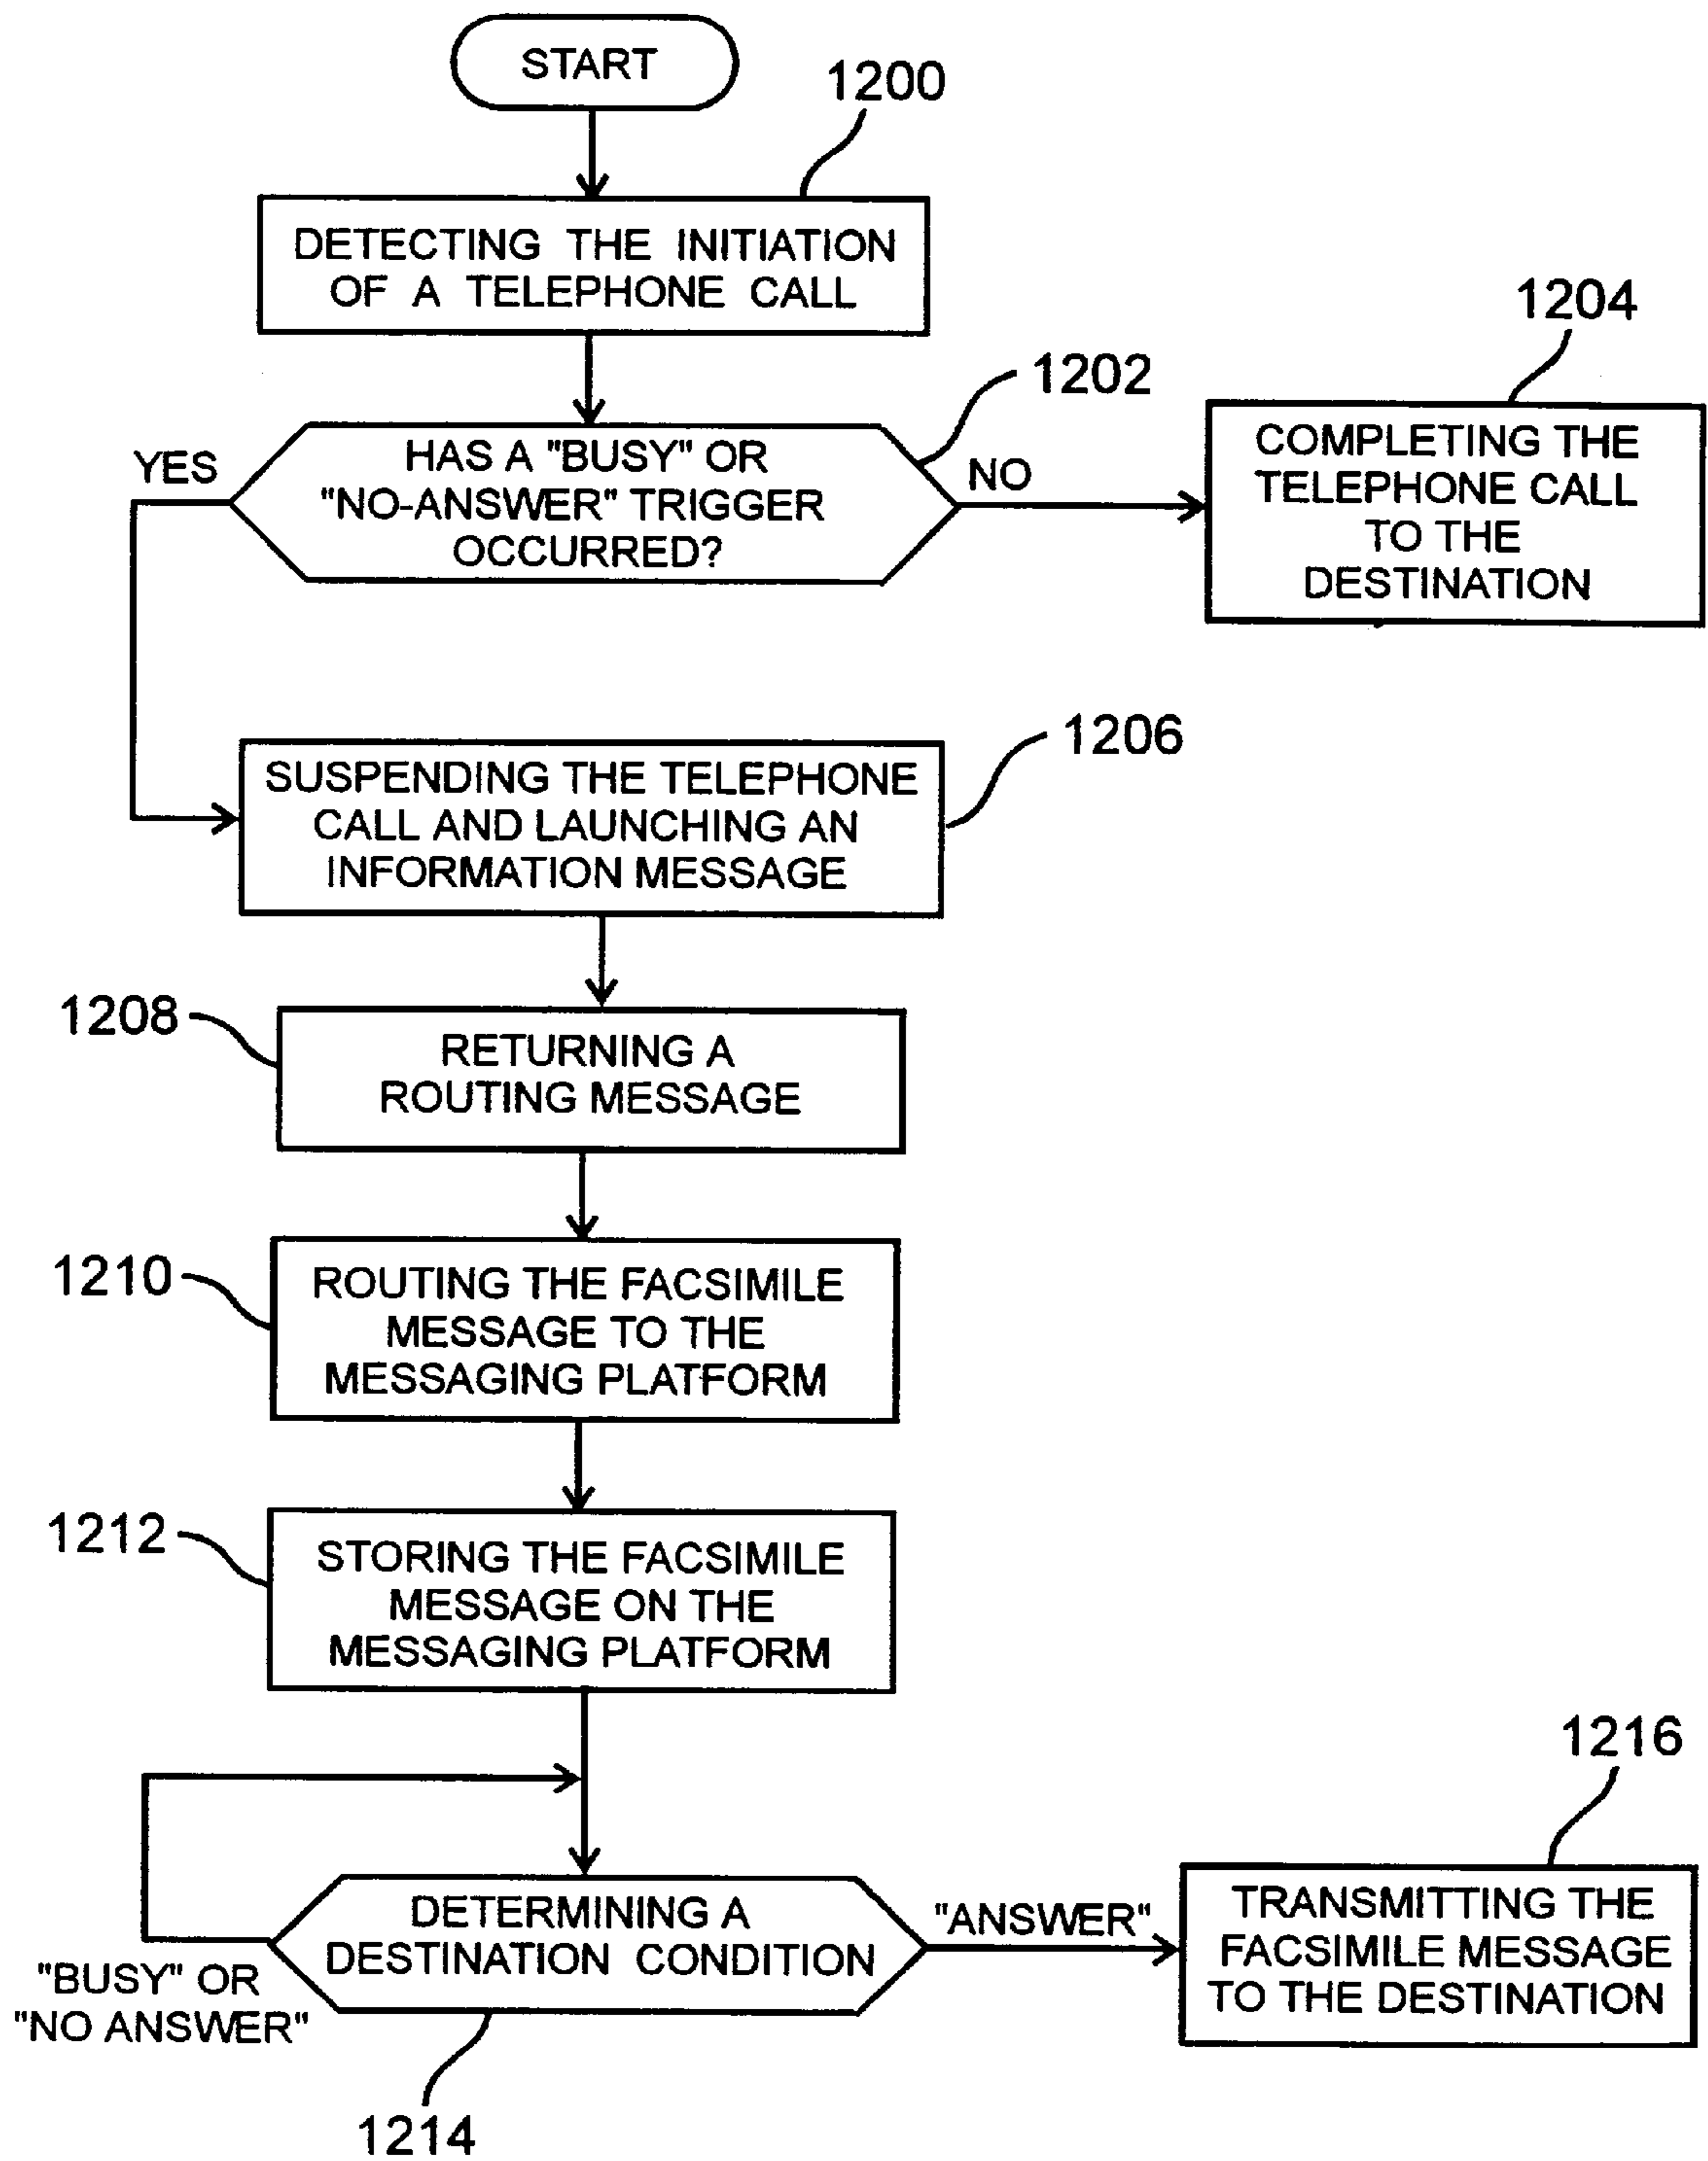 START
1200
DETECTING THE INITIATION
OF A TELEPHONE CALL
1202
1204
YES
HAS A "BUSY" OR
"NO-ANSWER" TRIGGER
OCCURRED?
NO
COMPLETING THE
TELEPHONE CALL
TO THE
DESTINATION
1206
SUSPENDING THE TELEPHONE
CALL AND LAUNCHING AN
INFORMATION MESSAGE
1208
RETURNING A
ROUTING MESSAGE
1210
ROUTING THE FACSIMILE
MESSAGE TO THE
MESSAGING PLATFORM
1212
STORING THE FACSIMILE
MESSAGE ON THE
MESSAGING PLATFORM
1216
DETERMINING A
DESTINATION CONDITION
"ANSWER"
TRANSMITTING THE
FACSIMILE MESSAGE
TO THE DESTINATION
"BUSY" OR
"NO ANSWER"
1214